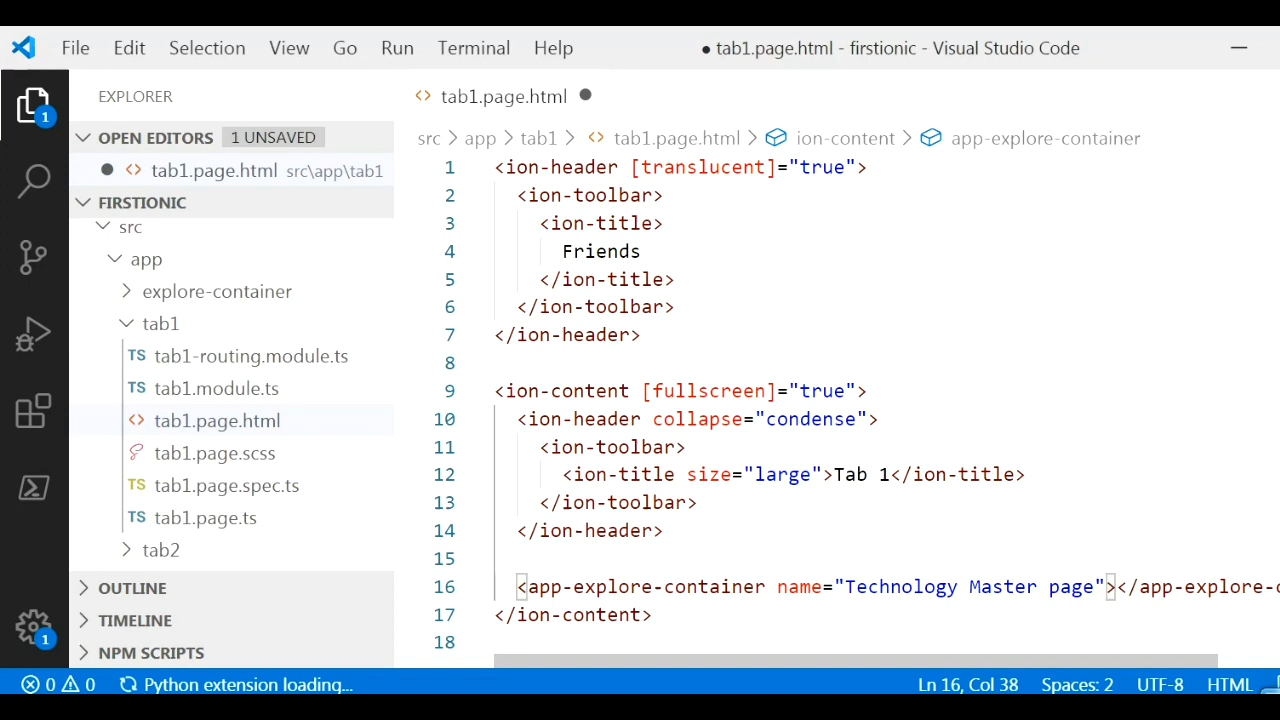 File Edit Selection View Go Run Terminal Help ● tab1.page.html - firstionic - Visual Studio Code
EXPLORER
OPEN EDITORS 1 UNSAVED
tab1.page.html src\app\tab1
FIRSTIONIC
src
app
explore-container
tab1
TS tab1-routing.module.ts
TS tab1.module.ts
<> tab1.page.html
tab1.page.scss
TS tab1.page.spec.ts
TS tab1.page.ts
tab2
OUTLINE
TIMELINE
NPM SCRIPTS
1
1
<> tab1.page.html ●
src > app > tab1 > <> tab1.page.html > ion-content > app-explore-container
1 <ion-header [translucent]="true">
2 <ion-toolbar>
3 <ion-title>
4 Friends
5 </ion-title>
6 </ion-toolbar>
7 </ion-header>
8
9 <ion-content [fullscreen]="true">
10 <ion-header collapse="condense">
11 <ion-toolbar>
12 <ion-title size="large">Tab 1</ion-title>
13 </ion-toolbar>
14 </ion-header>
15
16 <app-explore-container name="Technology Master page"></app-explore-c
17 </ion-content>
18
0 0 Python extension loading... Ln 16, Col 38 Spaces: 2 UTF-8 HTML